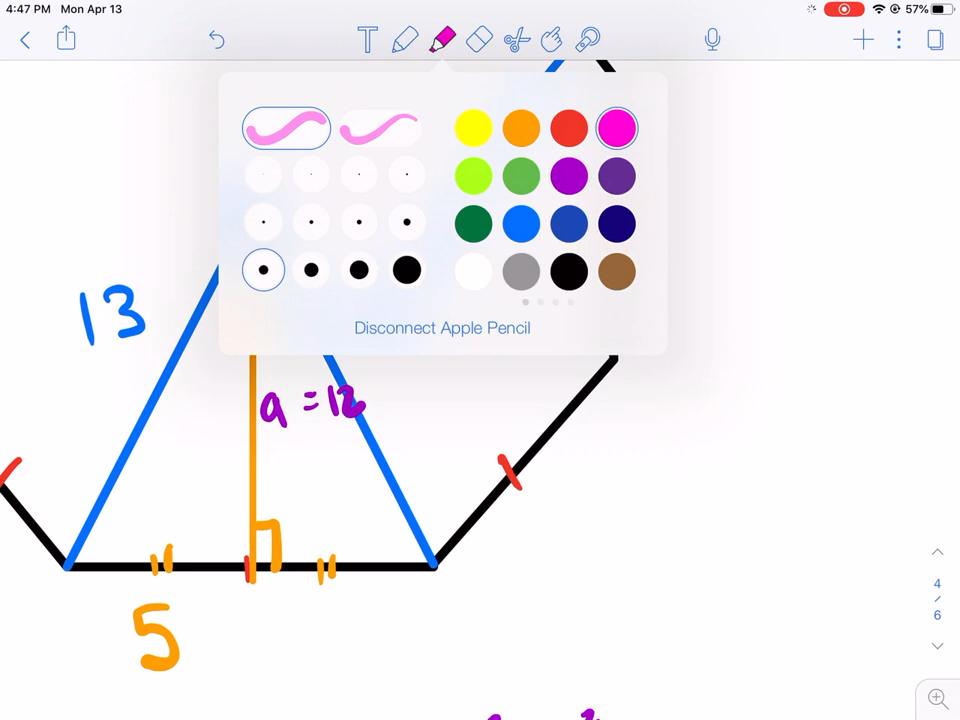 4:47 PM Mon Apr 13
57%
T
Disconnect Apple Pencil
13
a = 12
5
4
/
6